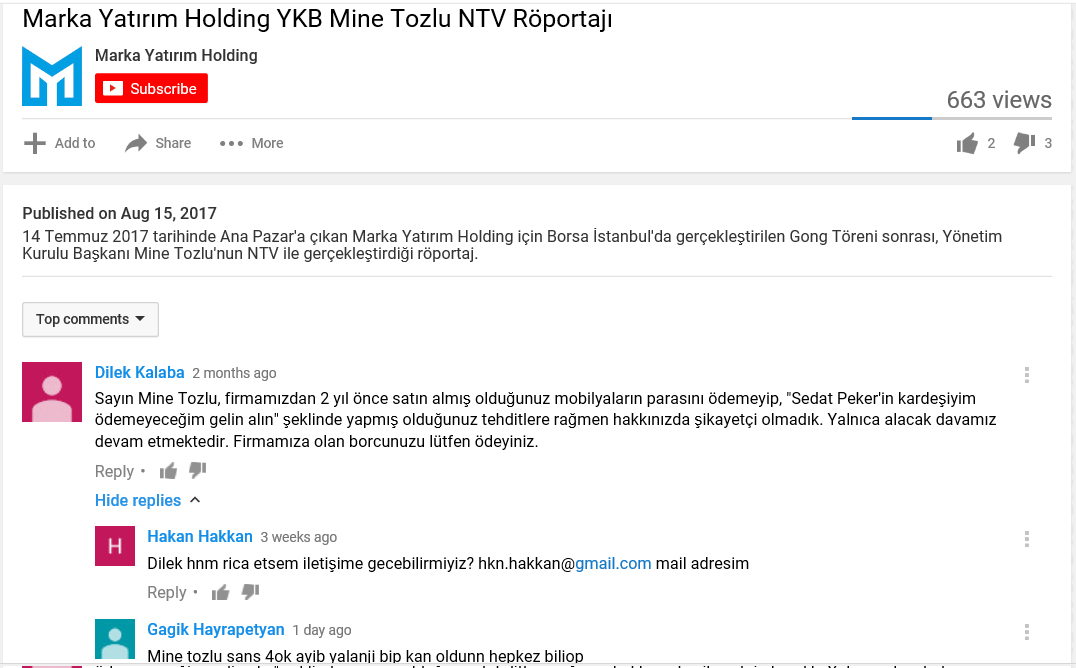 Marka Yatırım Holding YKB Mine Tozlu NTV Röportajı
Marka Yatırım Holding
Subscribe
663 views
Add to
Share
More
2
3
Published on Aug 15, 2017
14 Temmuz 2017 tarihinde Ana Pazar'a çıkan Marka Yatırım Holding için Borsa İstanbul'da gerçekleştirilen Gong Töreni sonrası, Yönetim
Kurulu Başkanı Mine Tozlu'nun NTV ile gerçekleştirdiği röportaj.
Top comments
Dilek Kalaba 2 months ago
Sayın Mine Tozlu, firmamızdan 2 yıl önce satın almış olduğunuz mobilyaların parasını ödemeyip, "Sedat Peker'in kardeşiyim
ödemeyeceğim gelin alın" şeklinde yapmış olduğunuz tehditlere rağmen hakkınızda şikayetçi olmadık. Yalnıca alacak davamız
devam etmektedir. Firmamıza olan borcunuzu lütfen ödeyiniz.
Reply •
Hide replies
H
Hakan Hakkan 3 weeks ago
Dilek hnm rica etsem iletişime gecebilirmiyiz? hkn.hakkan@gmail.com mail adresim
Reply •
Gagik Hayrapetyan 1 day ago
Mine tozlu sans 4ok ayib yalanji bip kan oldunn hepkez biliop